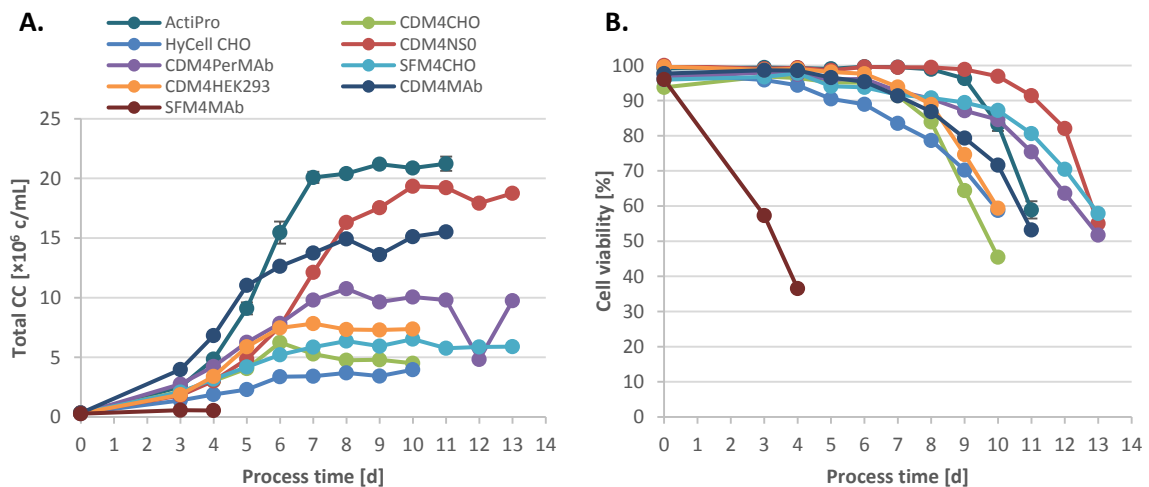 A.
B.
ActiPro
CDM4CHO
HyCell CHO
CDM4NS0
CDM4PerMAb
SFM4CHO
CDM4HEK293
CDM4MAb
SFM4MAb
Total CC [×10⁶ c/mL]
25
20
15
10
5
0
0 1 2 3 4 5 6 7 8 9 10 11 12 13 14
Process time [d]
Cell viability [%]
100
90
80
70
60
50
40
30
20
10
0
0 1 2 3 4 5 6 7 8 9 10 11 12 13 14
Process time [d]